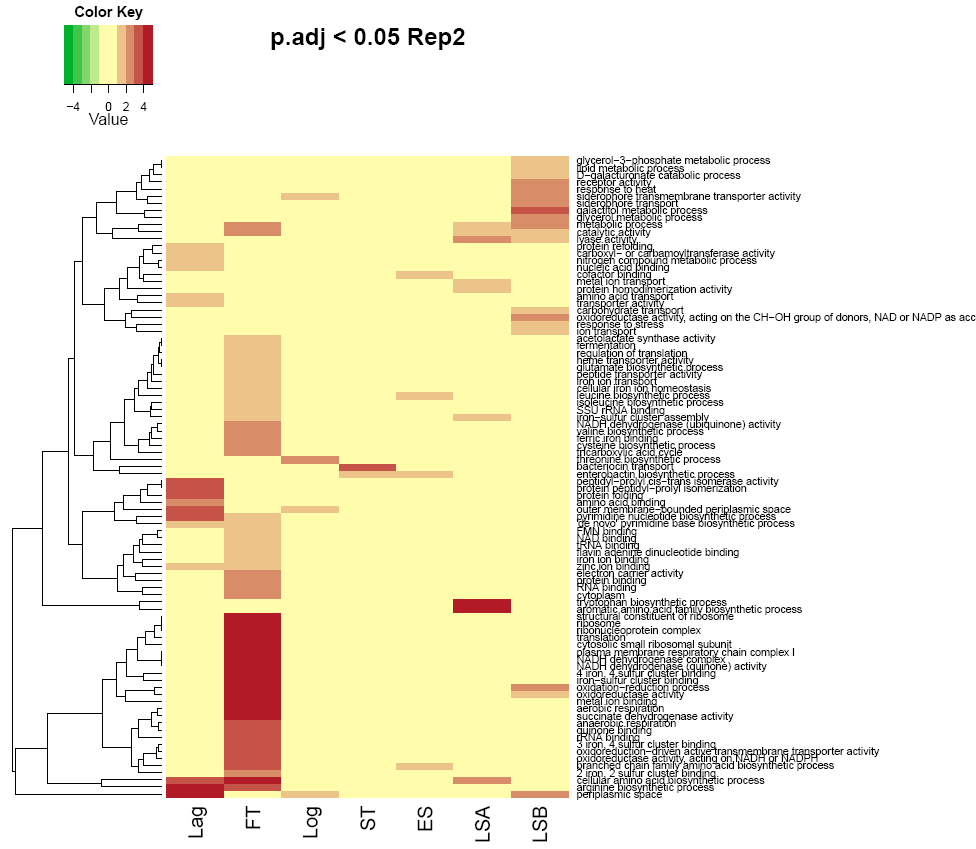 Color Key
p.adj < 0.05 Rep2
−4 0 2 4
Value
glycerol−3−phosphate metabolic process
lipid metabolic process
D−galacturonate catabolic process
receptor activity
response to heat
siderophore transmembrane transporter activity
siderophore transport
galactitol metabolic process
glycerol metabolic process
metabolic process
catalytic activity
lyase activity
protein refolding
carboxyl− or carbamoyltransferase activity
nitrogen compound metabolic process
nucleic acid binding
cofactor binding
metal ion transport
protein homodimerization activity
amino acid transport
transporter activity
carbohydrate transport
oxidoreductase activity, acting on the CH−OH group of donors, NAD or NADP as acc
response to stress
ion transport
acetolactate synthase activity
fermentation
regulation of translation
heme transporter activity
glutamate biosynthetic process
peptide transporter activity
iron ion transport
cellular iron ion homeostasis
leucine biosynthetic process
isoleucine biosynthetic process
SSU rRNA binding
iron−sulfur cluster assembly
NADH dehydrogenase (ubiquinone) activity
valine biosynthetic process
ferric iron binding
cysteine biosynthetic process
tricarboxylic acid cycle
threonine biosynthetic process
bacteriocin transport
enterobactin biosynthetic process
peptidyl−prolyl cis−trans isomerase activity
protein peptidyl−prolyl isomerization
protein folding
amino acid binding
outer membrane−bounded periplasmic space
pyrimidine nucleotide biosynthetic process
'de novo' pyrimidine base biosynthetic process
FMN binding
NAD binding
tRNA binding
flavin adenine dinucleotide binding
iron ion binding
zinc ion binding
electron carrier activity
protein binding
RNA binding
cytoplasm
tryptophan biosynthetic process
aromatic amino acid family biosynthetic process
structural constituent of ribosome
ribosome
ribonucleoprotein complex
translation
cytosolic small ribosomal subunit
plasma membrane respiratory chain complex I
NADH dehydrogenase complex
NADH dehydrogenase (quinone) activity
4 iron, 4 sulfur cluster binding
iron−sulfur cluster binding
oxidation−reduction process
oxidoreductase activity
metal ion binding
aerobic respiration
succinate dehydrogenase activity
anaerobic respiration
quinone binding
rRNA binding
3 iron, 4 sulfur cluster binding
oxidoreduction−driven active transmembrane transporter activity
oxidoreductase activity, acting on NADH or NADPH
branched chain family amino acid biosynthetic process
2 iron, 2 sulfur cluster binding
cellular amino acid biosynthetic process
arginine biosynthetic process
periplasmic space
Lag FT Log ST ES LSA LSB